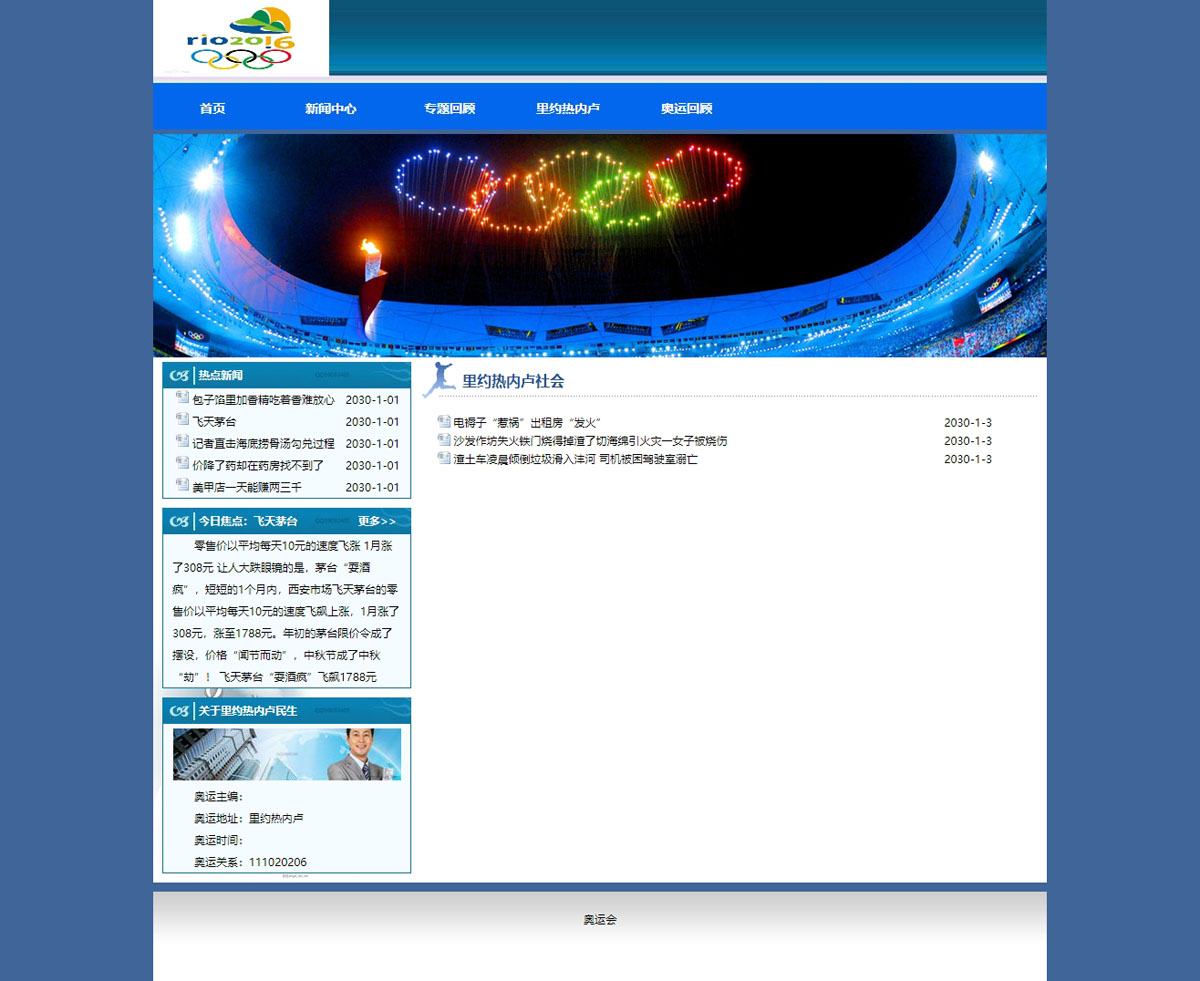 rio2016
首页 新闻中心 专题回顾 里约热内卢 奥运回顾
热点新闻
包子馅里加香精吃着香难放心 2030-1-01
飞天茅台 2030-1-01
记者直击海底捞骨汤勾兑过程 2030-1-01
价降了药却在药房找不到了 2030-1-01
美甲店一天能赚两三千 2030-1-01
今日焦点：飞天茅台 更多>>
零售价以平均每天10元的速度飞涨 1月涨
了308元 让人大跌眼镜的是，茅台“耍酒
疯”，短短的1个月内，西安市场飞天茅台的零
售价以平均每天10元的速度飞飙上涨，1月涨了
308元，涨至1788元。年初的茅台限价令成了
摆设，价格“闻节而动”，中秋节成了中秋
“劫”！ 飞天茅台“耍酒疯”飞飙1788元
关于里约热内卢民生
奥运主编：
奥运地址：里约热内卢
奥运时间：
奥运关系：111020206
里约热内卢社会
电褥子“惹祸”出租房“发火” 2030-1-3
沙发作坊失火铁门烧得掉渣了切海绵引火灾一女子被烧伤 2030-1-3
渣土车凌晨倾倒垃圾滑入沣河 司机被困驾驶室溺亡 2030-1-3
奥运会